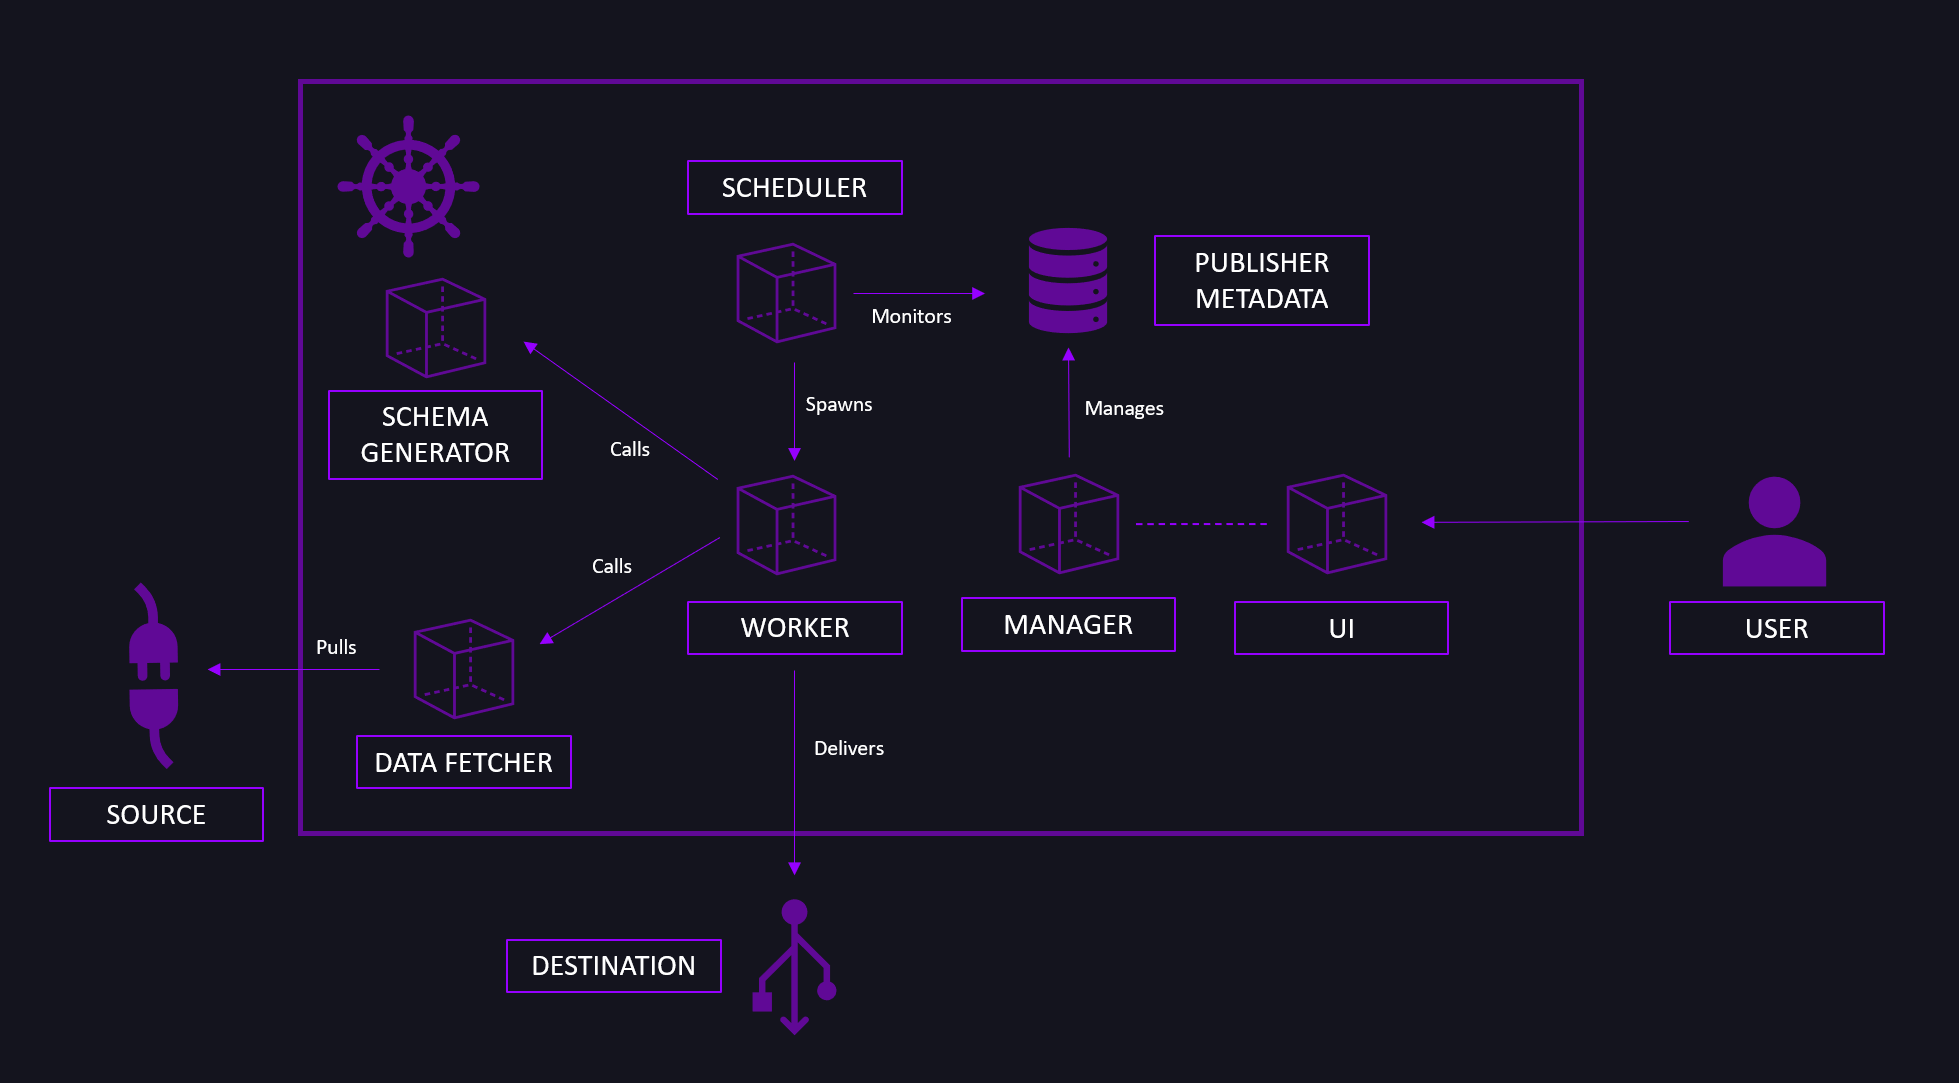 SCHEDULER
PUBLISHER
METADATA
Monitors
SCHEMA
GENERATOR
Spawns
Manages
Calls
Calls
WORKER
MANAGER
UI
USER
Pulls
DATA FETCHER
Delivers
SOURCE
DESTINATION